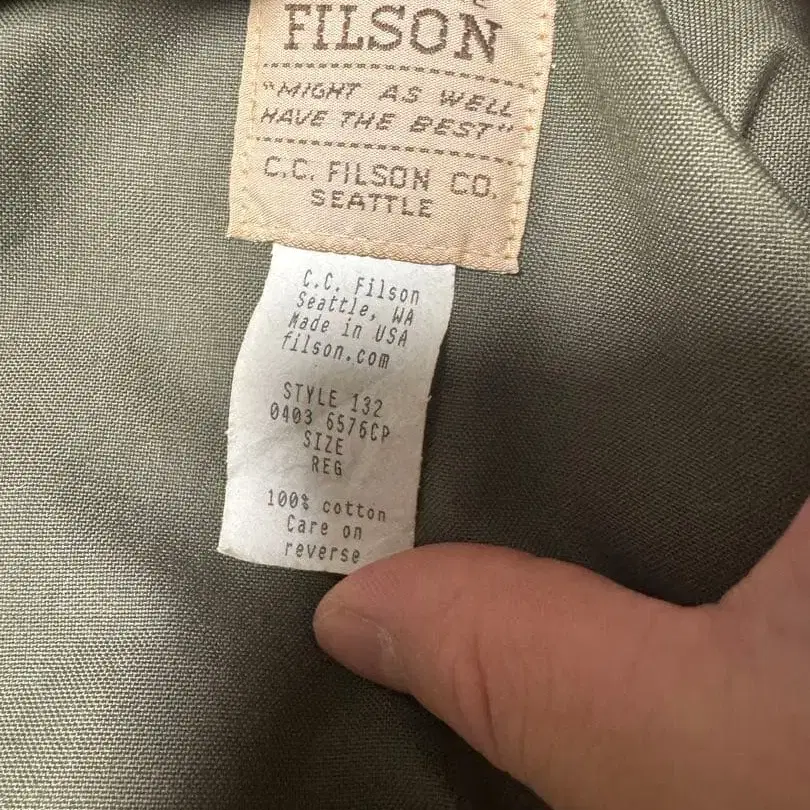 FILSON
"MIGHT AS WELL
HAVE THE BEST"
C.C. FILSON CO.
SEATTLE
C.C. Filson
Seattle, WA
Made in USA
filson.com
STYLE 132
0403 6576CP
SIZE
REG
100% cotton
Care on
reverse